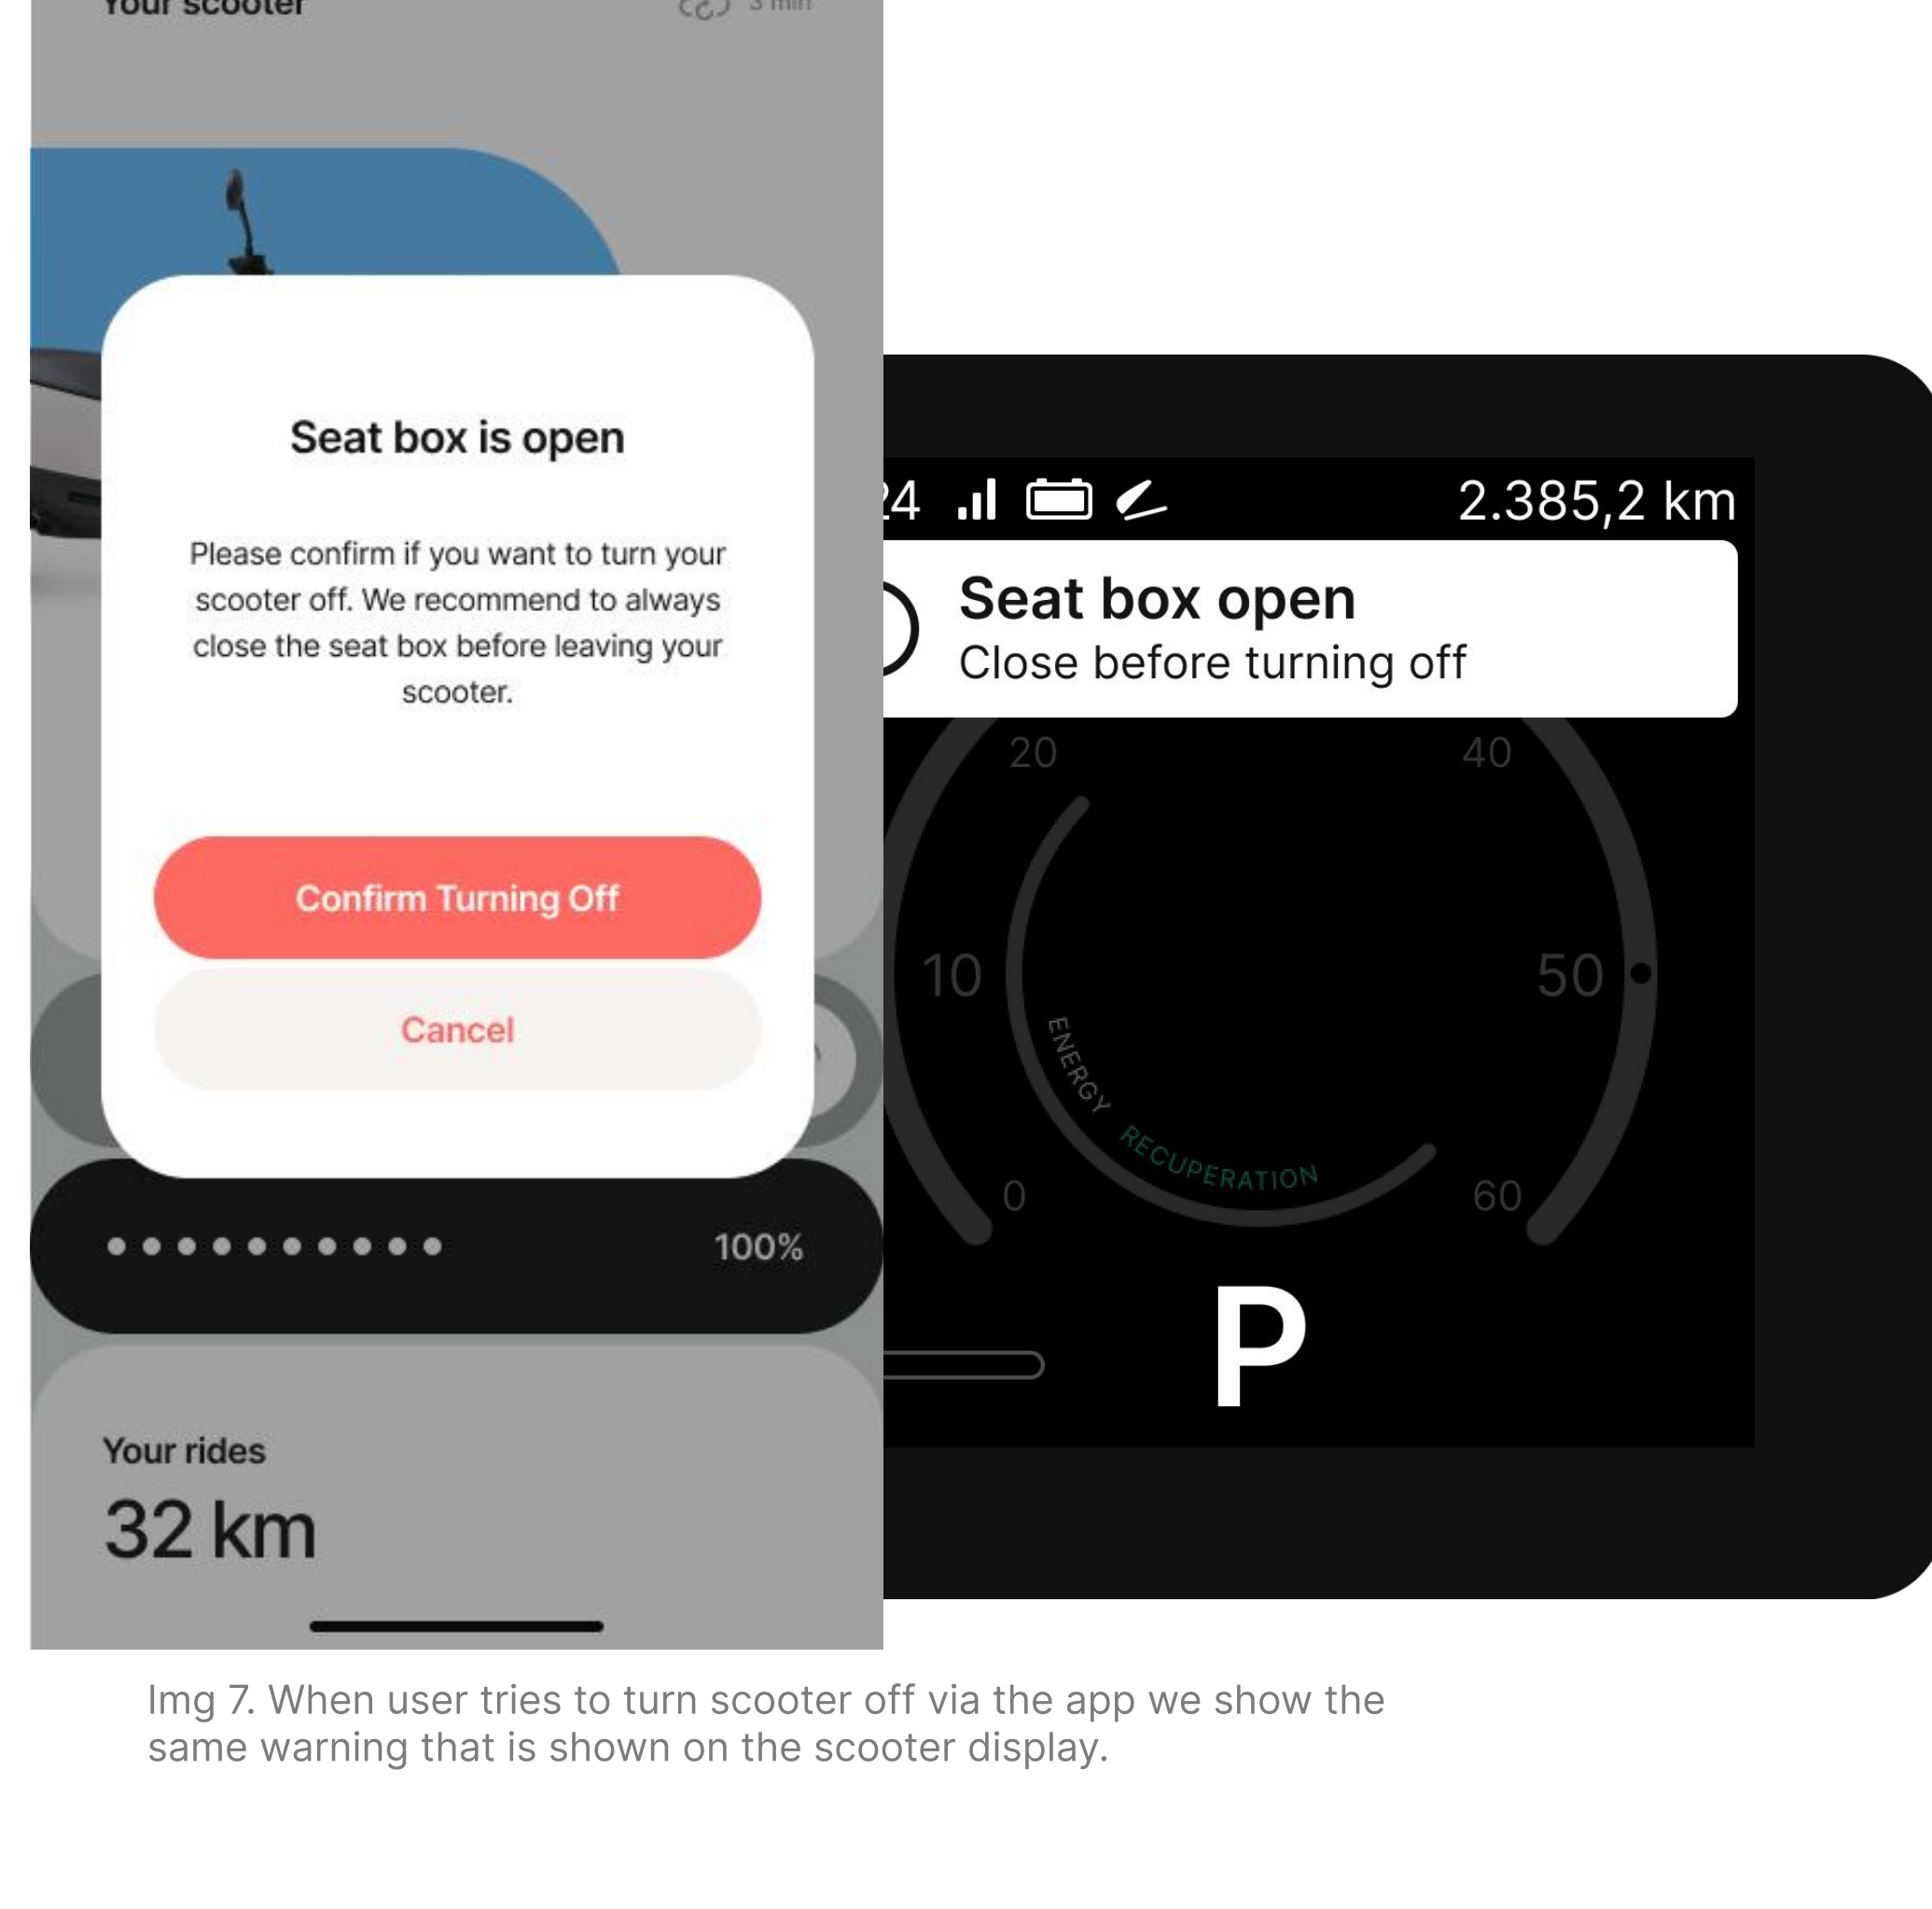 Your scooter
3 min
Seat box is open
Please confirm if you want to turn your
scooter off. We recommend to always
close the seat box before leaving your
scooter.
Confirm Turning Off
Cancel
100%
Your rides
32 km
24
2.385,2 km
Seat box open
Close before turning off
20
40
10
50
ENERGY
RECUPERATION
0
60
P
Img 7. When user tries to turn scooter off via the app we show the
same warning that is shown on the scooter display.